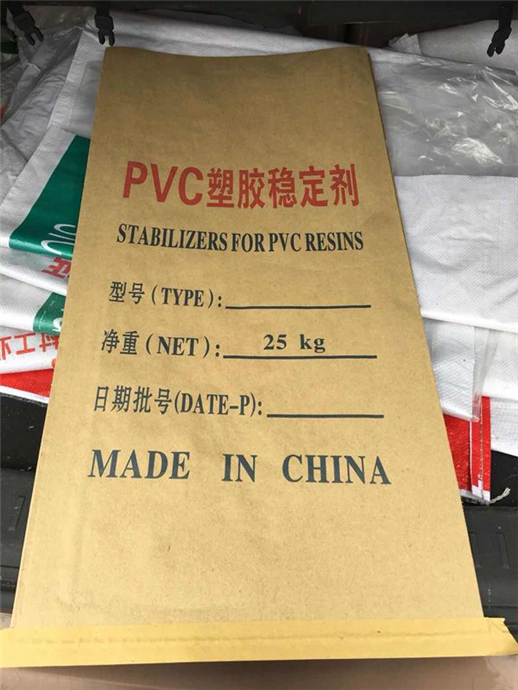 PVC塑胶稳定剂
STABILIZERS FOR PVC RESINS
型号(TYPE):
净重(NET): 25 kg
日期批号(DATE-P):
MADE IN CHINA